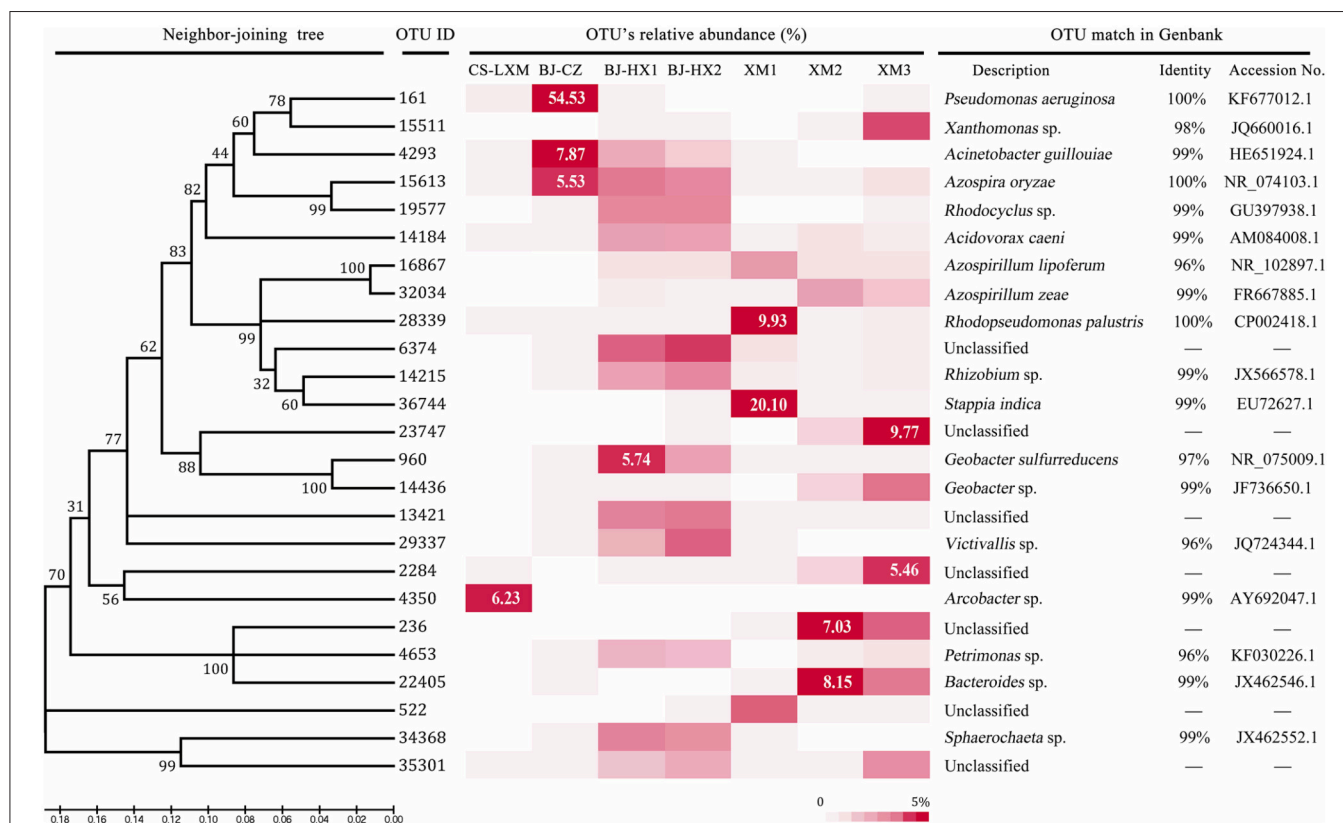 Neighbor-joining tree OTU ID OTU's relative abundance (%) OTU match in Genbank
CS-LXM BJ-CZ BJ-HX1 BJ-HX2 XM1 XM2 XM3 Description Identity Accession No.
78 161 54.53 Pseudomonas aeruginosa 100% KF677012.1
60 15511 Xanthomonas sp. 98% JQ660016.1
44 4293 7.87 Acinetobacter guillouiae 99% HE651924.1
82 15613 5.53 Azospira oryzae 100% NR_074103.1
99 19577 Rhodocyclus sp. 99% GU397938.1
83 14184 Acidovorax caeni 99% AM084008.1
100 16867 Azospirillum lipoferum 96% NR_102897.1
32034 Azospirillum zeae 99% FR667885.1
99 28339 9.93 Rhodopseudomonas palustris 100% CP002418.1
62 6374 Unclassified — —
32 14215 Rhizobium sp. 99% JX566578.1
60 36744 20.10 Stappia indica 99% EU72627.1
77 23747 9.77 Unclassified — —
88 960 5.74 Geobacter sulfurreducens 97% NR_075009.1
100 14436 Geobacter sp. 99% JF736650.1
31 13421 Unclassified — —
29337 Victivallis sp. 96% JQ724344.1
70 2284 5.46 Unclassified — —
56 4350 6.23 Arcobacter sp. 99% AY692047.1
236 7.03 Unclassified — —
100 4653 Petrimonas sp. 96% KF030226.1
22405 8.15 Bacteroides sp. 99% JX462546.1
522 Unclassified — —
34368 Sphaerochaeta sp. 99% JX462552.1
99 35301 Unclassified — —
0 5%
0.18 0.16 0.14 0.12 0.10 0.08 0.06 0.04 0.02 0.00